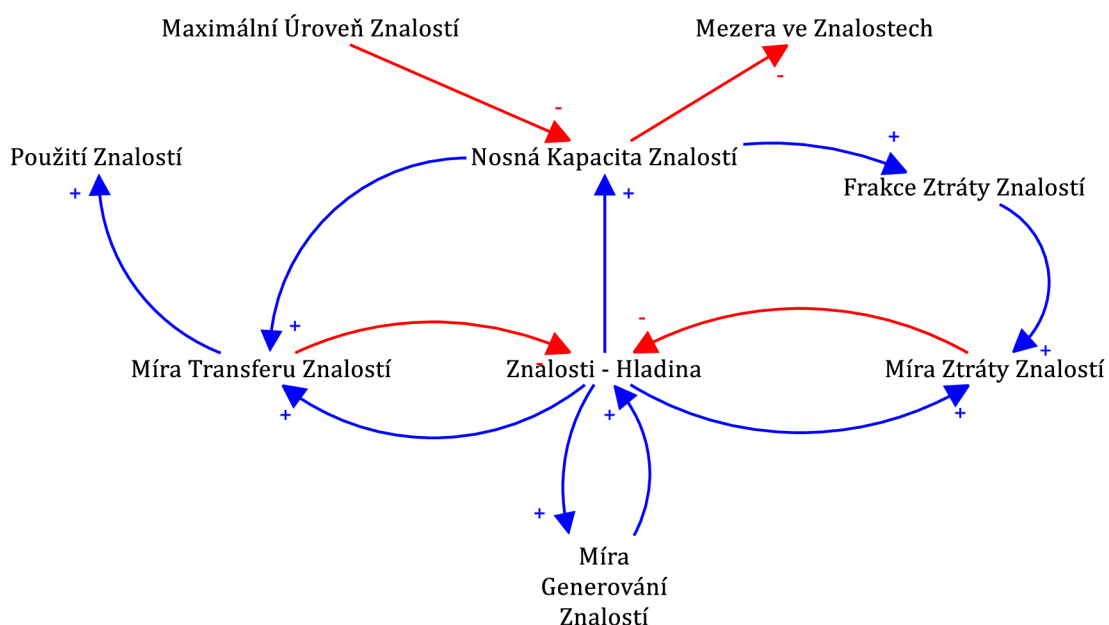 Maximální Úroveň Znalostí
Mezera ve Znalostech
-
-
+
Použití Znalostí
Nosná Kapacita Znalostí
Frakce Ztráty Znalostí
+
+
-
+
+
-
Míra Transferu Znalostí
Znalosti - Hladina
Míra Ztráty Znalostí
+
+
+
+
Míra
Generování
Znalostí